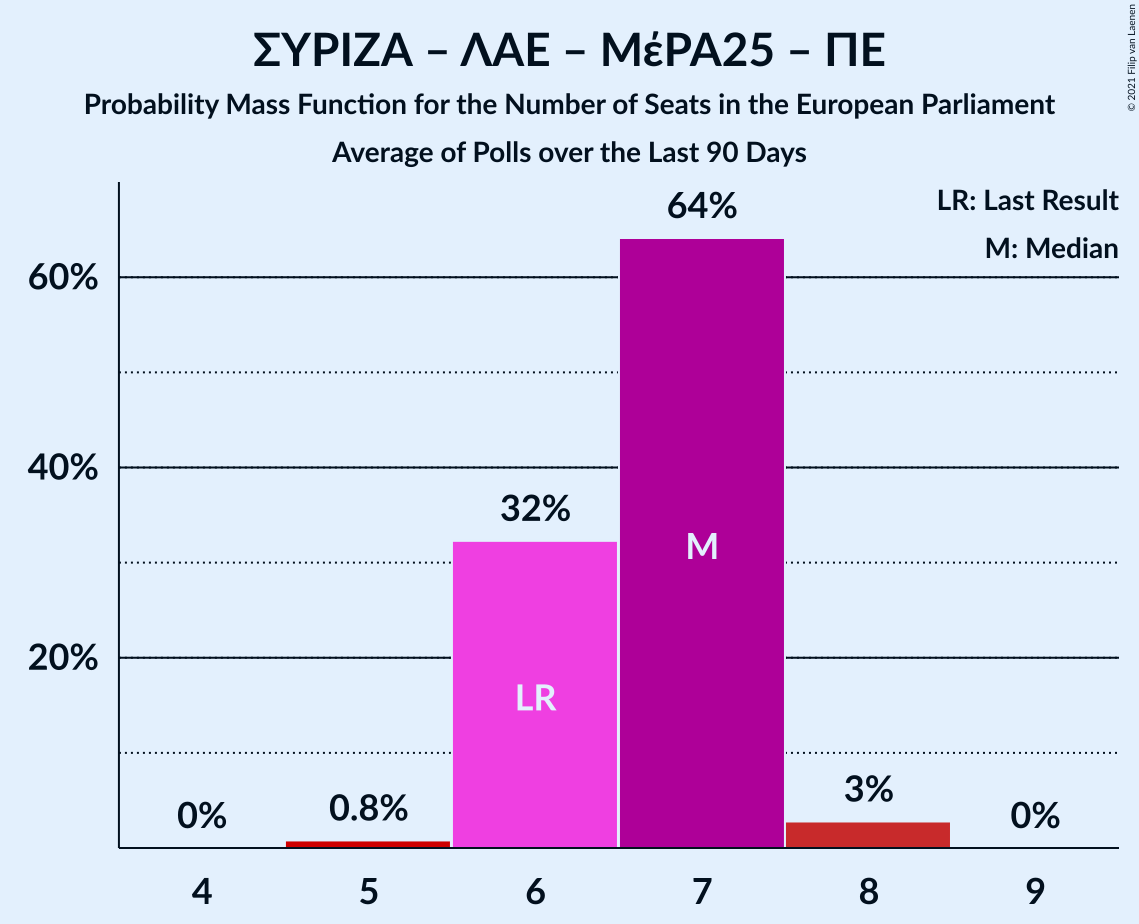 ΣΥΡΙΖΑ – ΛΑΕ – ΜέΡΑ25 – ΠΕ
Probability Mass Function for the Number of Seats in the European Parliament
Average of Polls over the Last 90 Days
© 2021 Filip van Laenen
LR: Last Result
M: Median
60%
40%
20%
0%
0.8%
32%
64%
3%
0%
LR
M
4
5
6
7
8
9